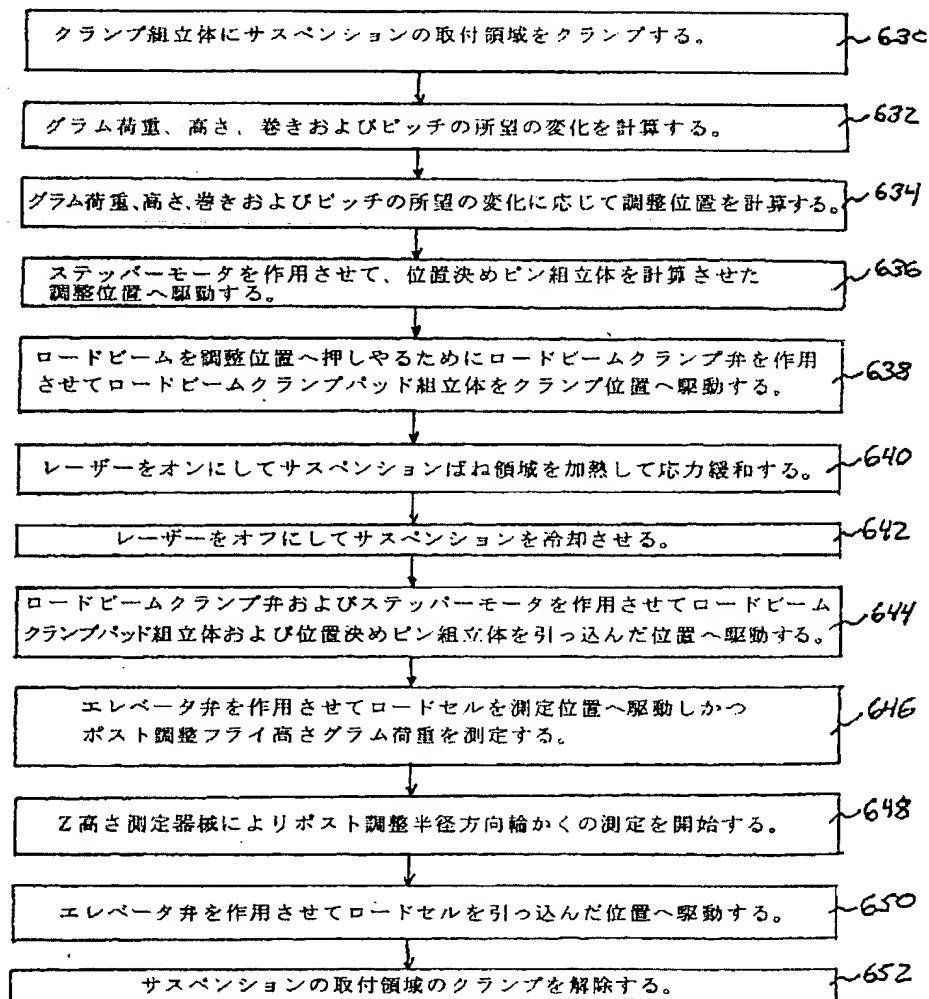 クランプ組立体にサスペンションの取付領域をクランプする。
630
グラム荷重、高さ、巻きおよびピッチの所望の変化を計算する。
632
グラム荷重、高さ、巻きおよびピッチの所望の変化に応じて調整位置を計算する。
634
ステッパーモータを作用させて、位置決めピン組立体を計算させた
調整位置へ駆動する。
636
ロードビームを調整位置へ押しやるためにロードビームクランプ弁を作用
させてロードビームクランプパッド組立体をクランプ位置へ駆動する。
638
レーザーをオンにしてサスペンションばね領域を加熱して応力緩和する。
640
レーザーをオフにしてサスペンションを冷却させる。
642
ロードビームクランプ弁およびステッパーモータを作用させてロードビーム
クランプパッド組立体および位置決めピン組立体を引っ込んだ位置へ駆動する。
644
エレベータ弁を作用させてロードセルを測定位置へ駆動しかつ
ポスト調整フライ高さグラム荷重を測定する。
646
Z高さ測定器械によりポスト調整半径方向輪かくの測定を開始する。
648
エレベータ弁を作用させてロードセルを引っ込んだ位置へ駆動する。
650
サスペンションの取付領域のクランプを解除する。
652